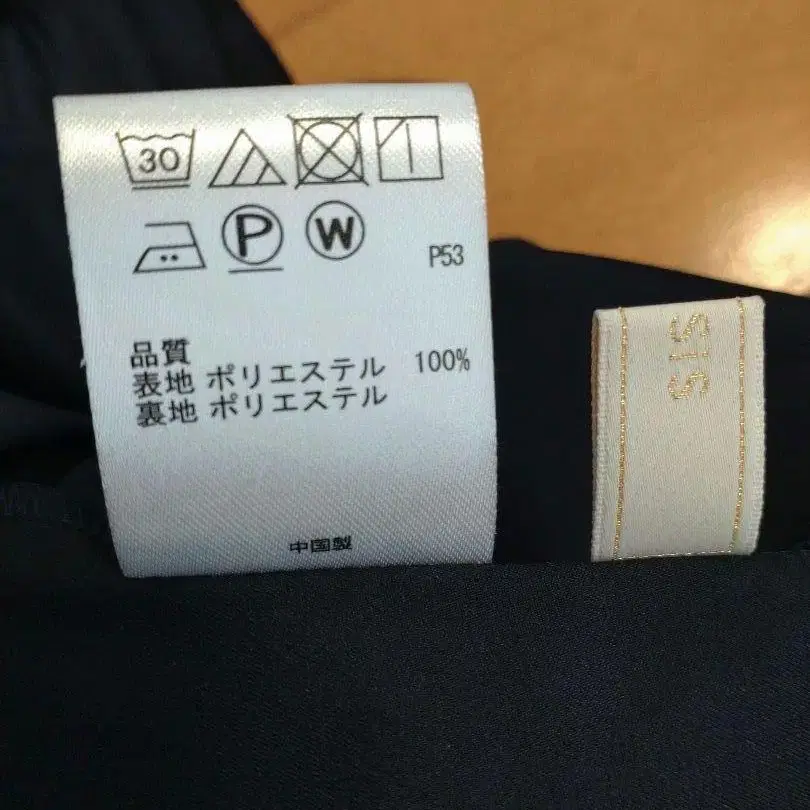 30
P W
P53
品質
表地 ポリエステル 100%
裏地 ポリエステル
中国製
SIS